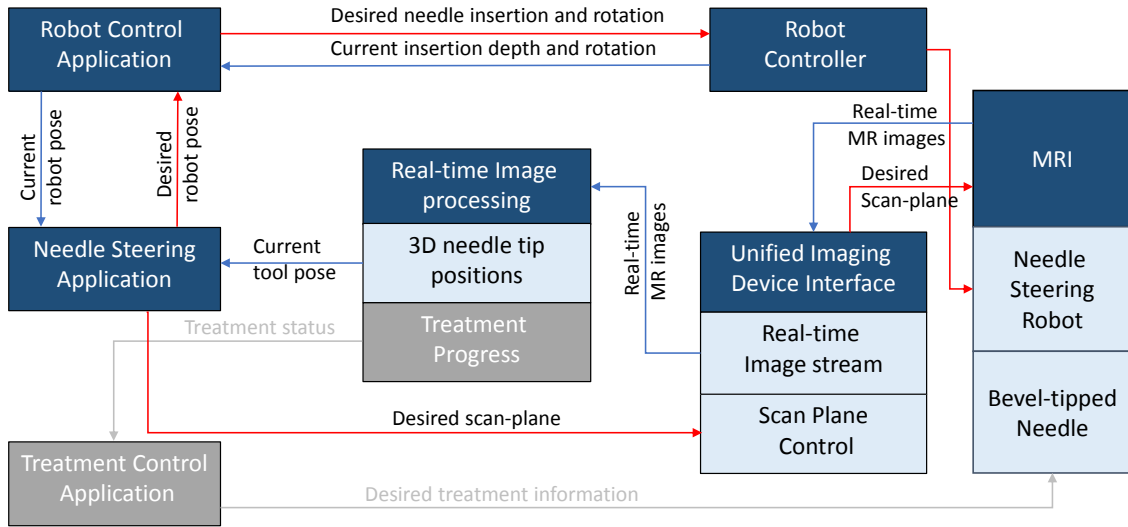 Robot Control
Application
Desired needle insertion and rotation
Current insertion depth and rotation
Robot
Controller
Current
robot pose
Desired
robot pose
Real-time
MR images
MRI
Real-time Image
processing
3D needle tip
positions
Treatment
Progress
Desired
Scan-plane
Needle Steering
Application
Current
tool pose
Real-time
MR images
Unified Imaging
Device Interface
Real-time
Image stream
Scan Plane
Control
Needle
Steering
Robot
Bevel-tipped
Needle
Treatment status
Desired scan-plane
Treatment Control
Application
Desired treatment information